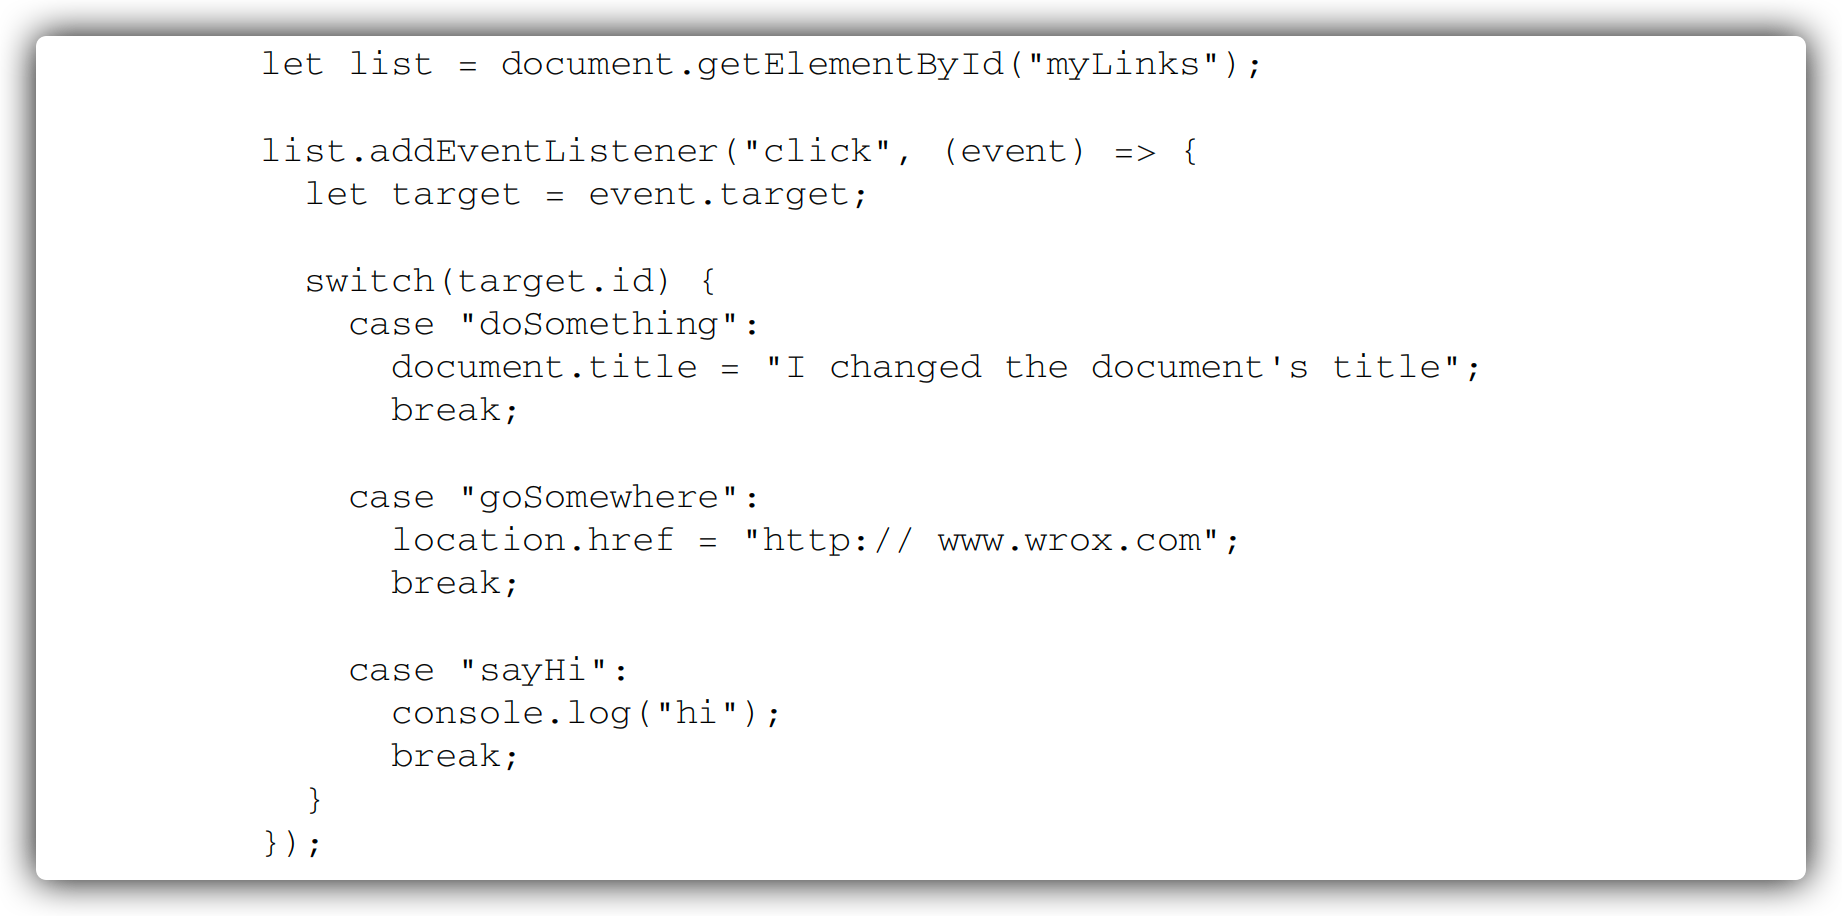 let list = document.getElementById("myLinks");
list.addEventListener("click", (event) => {
let target = event.target;
switch(target.id) {
case "doSomething":
document.title = "I changed the document's title";
break;
case "goSomewhere":
location.href = "http:// www.wrox.com";
break;
case "sayHi":
console.log("hi");
break;
}
});